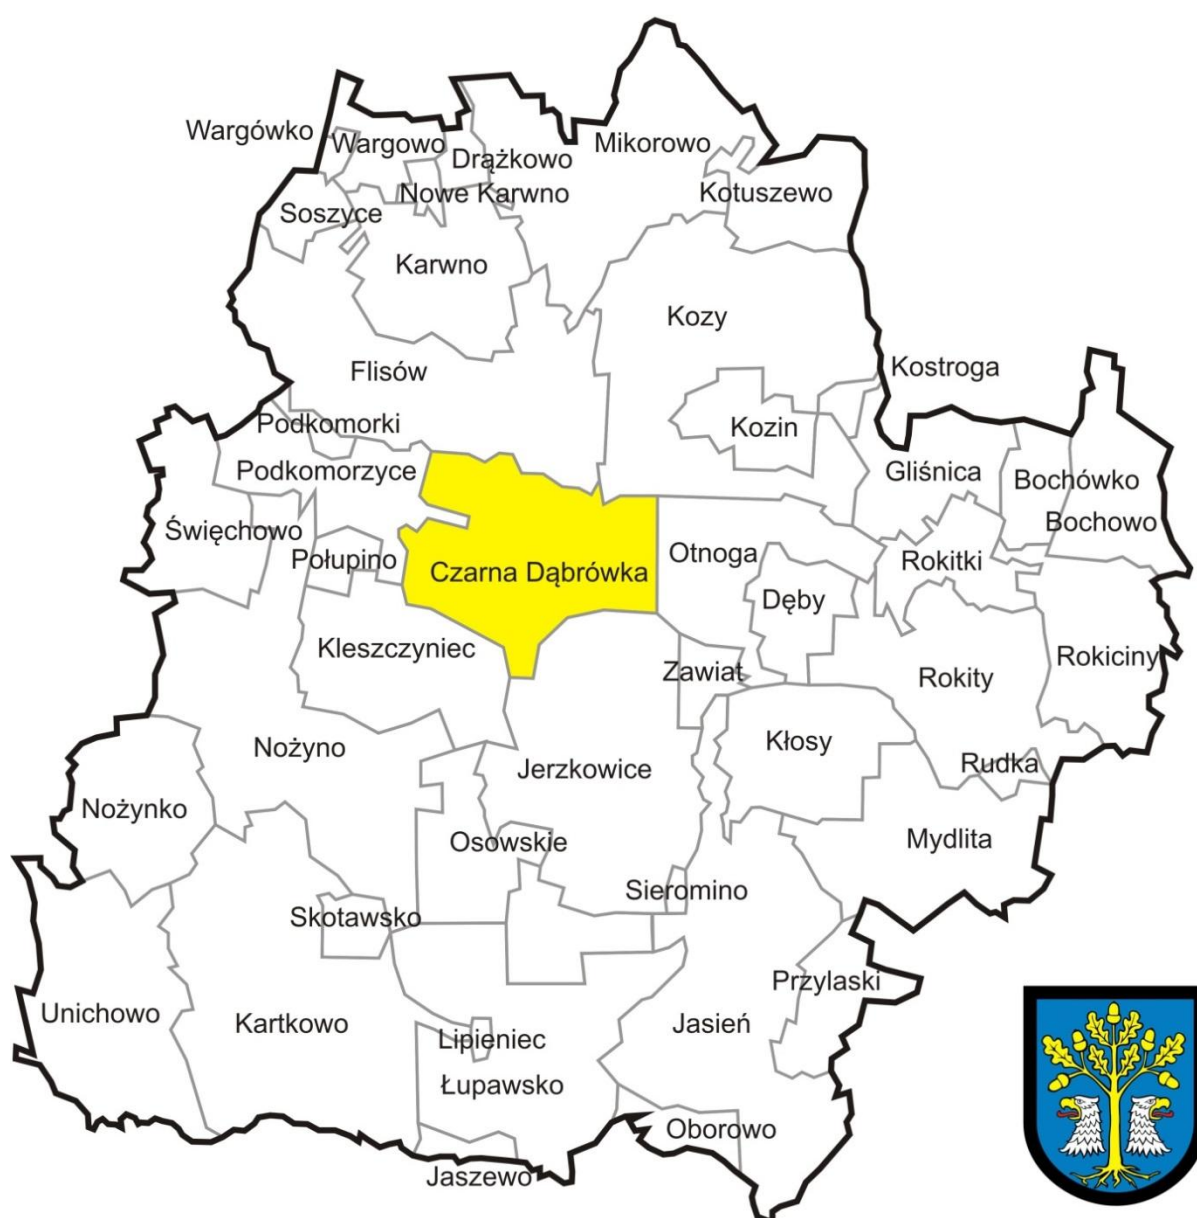 Wargówko
Wargowo
Drążkowo
Mikorowo
Nowe Karwno
Kotuszewo
Soszyce
Karwno
Kozy
Flisów
Kostroga
Podkomorki
Kozin
Podkomorzyce
Gliśnica
Bochówko
Święchowo
Bochowo
Połupino
Czarna Dąbrówka
Otnoga
Rokitki
Dęby
Kleszczyniec
Zawiat
Rokity
Rokiciny
Nożyno
Jerzkowice
Kłosy
Rudka
Nożynko
Osowskie
Mydlita
Sieromino
Skotawsko
Przylaski
Unichowo
Kartkowo
Jasień
Lipieniec
Łupawsko
Oborowo
Jaszewo